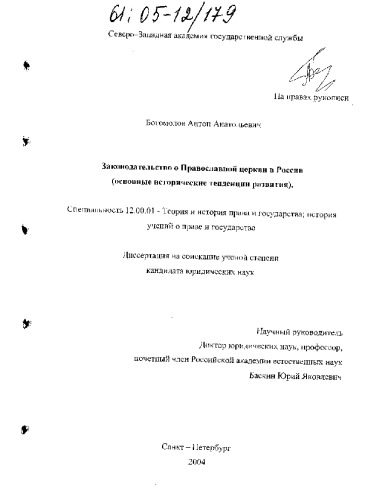 61:05-12/179
Северо-Западная академия государственной службы
На правах рукописи
Богомолов Антон Анатольевич
Законодательство о Православной церкви в России
(основные исторические тенденции развития).
Специальность 12.00.01 - Теория и история права и государства; история
учений о праве и государстве
Диссертация на соискание ученой степени
кандидата юридических наук
Научный руководитель
Доктор юридических наук, профессор,
почетный член Российской академии естественных наук
Баскин Юрий Яковлевич
Санкт – Петербург
2004